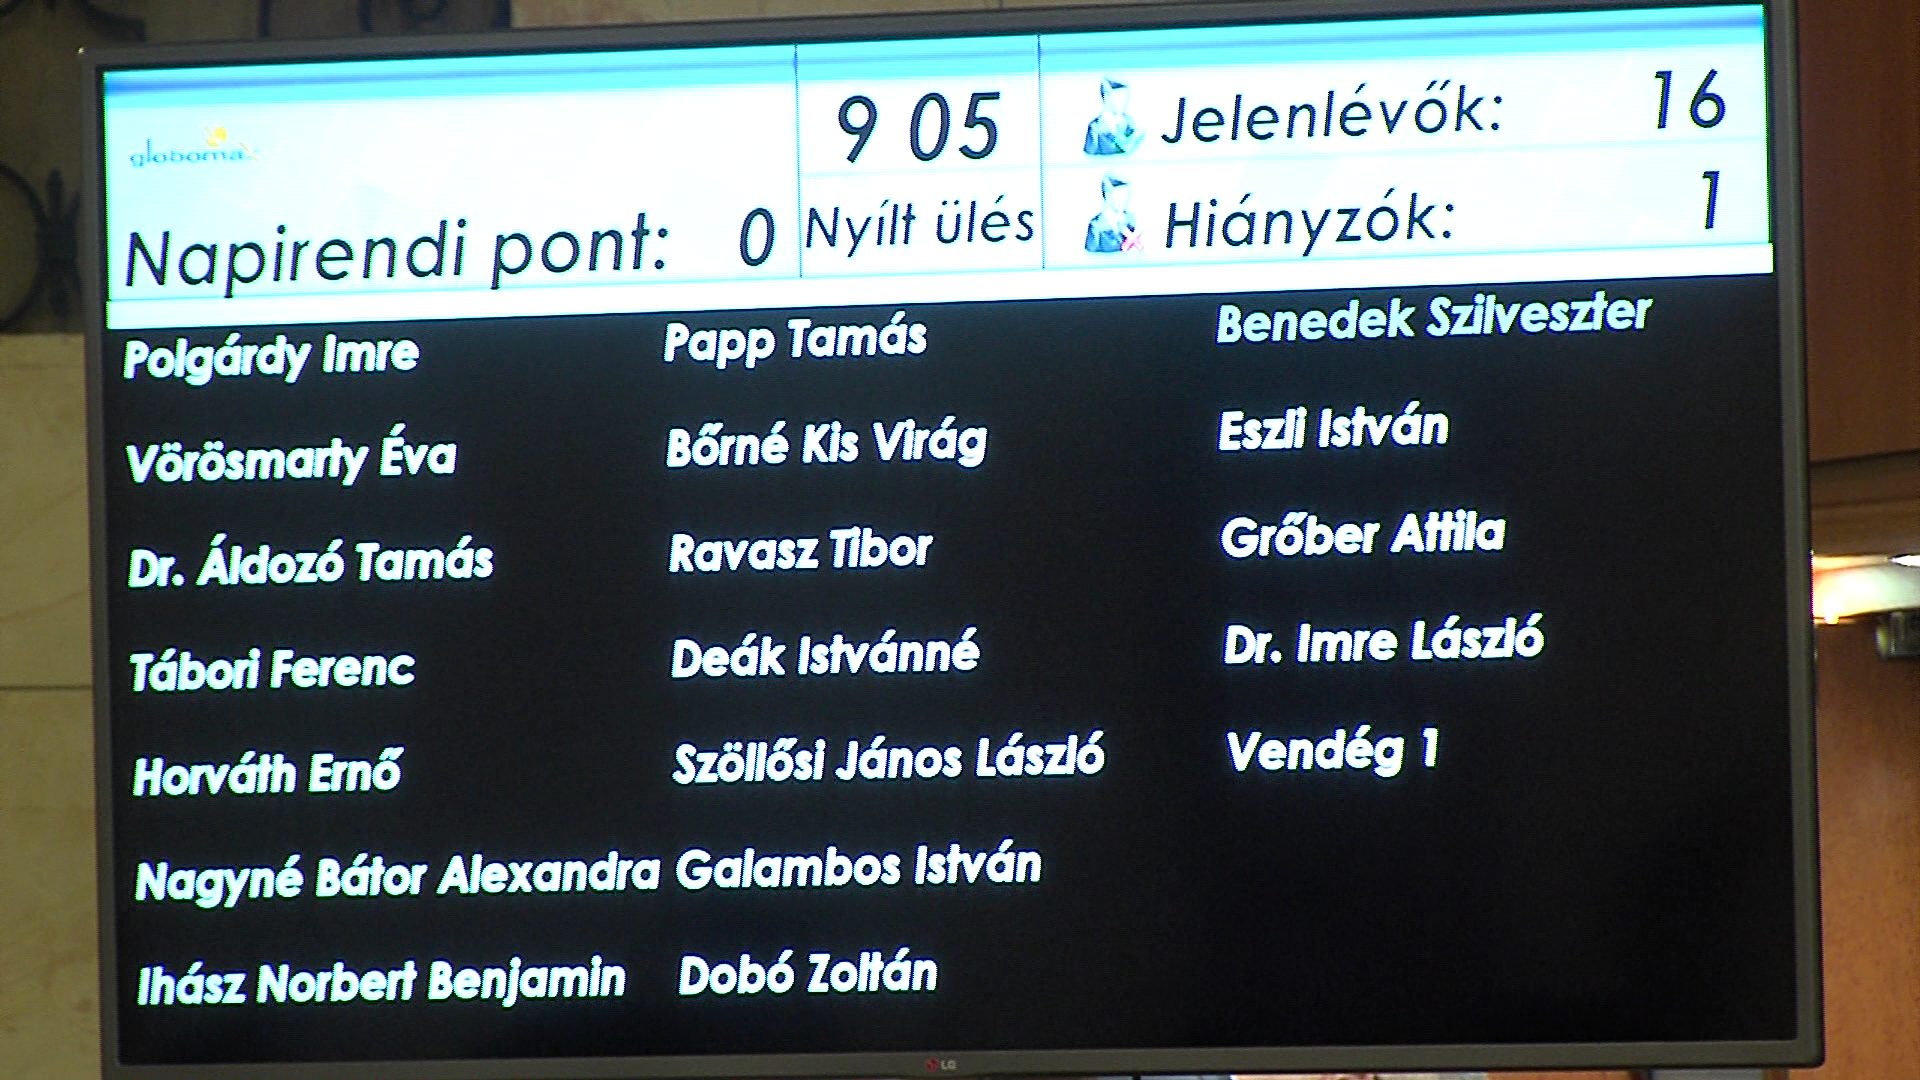 globomax
9 05
Jelenlévők: 16
Napirendi pont: 0
Nyílt ülés
Hiányzók: 1
Polgárdy Imre
Papp Tamás
Benedek Szilveszter
Vörösmarty Éva
Bőrné Kis Virág
Eszli István
Dr. Áldozó Tamás
Ravasz Tibor
Grőber Attila
Tábori Ferenc
Deák Istvánné
Dr. Imre László
Horváth Ernő
Szöllősi János László
Vendég 1
Nagyné Bátor Alexandra
Galambos István
Ihász Norbert Benjamin
Dobó Zoltán
LG